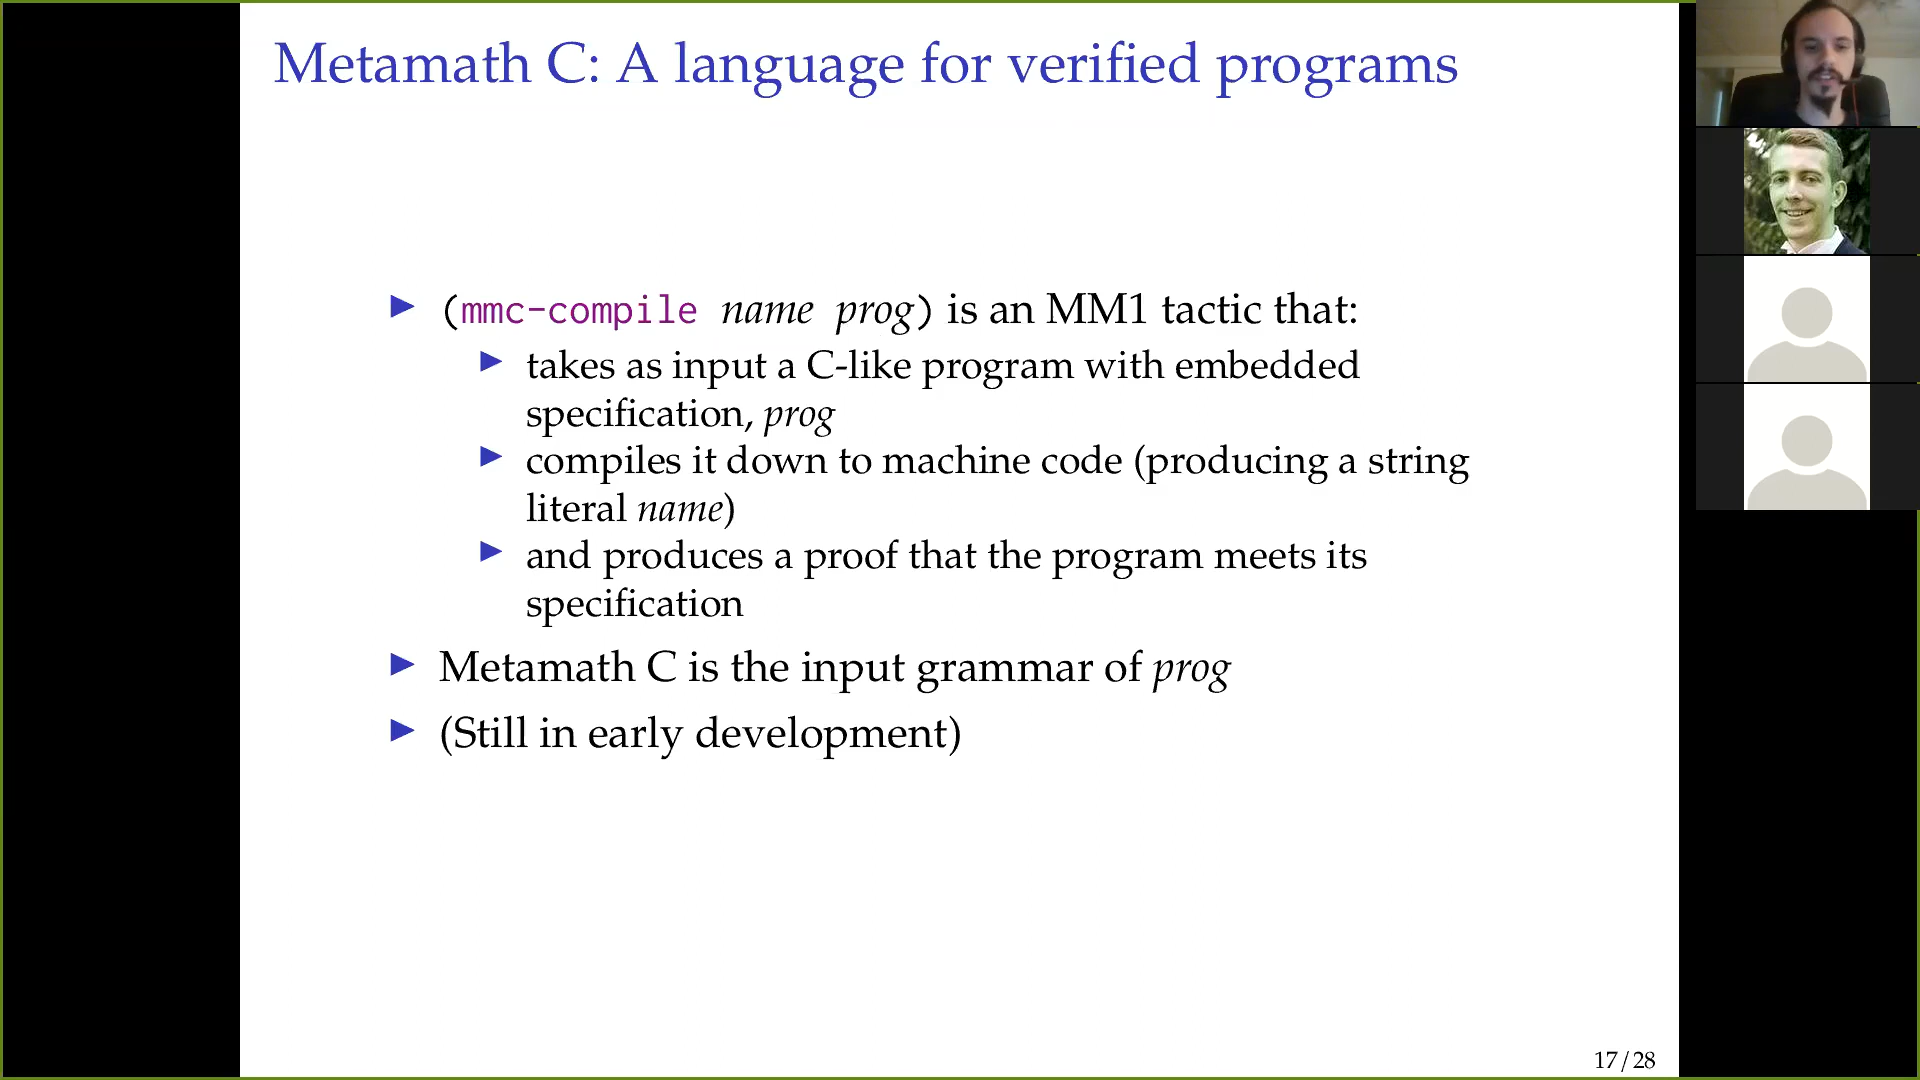 Metamath C: A language for verified programs
▶ (mmc-compile name prog) is an MM1 tactic that:
▶ takes as input a C-like program with embedded
specification, prog
▶ compiles it down to machine code (producing a string
literal name)
▶ and produces a proof that the program meets its
specification
▶ Metamath C is the input grammar of prog
▶ (Still in early development)
17/28